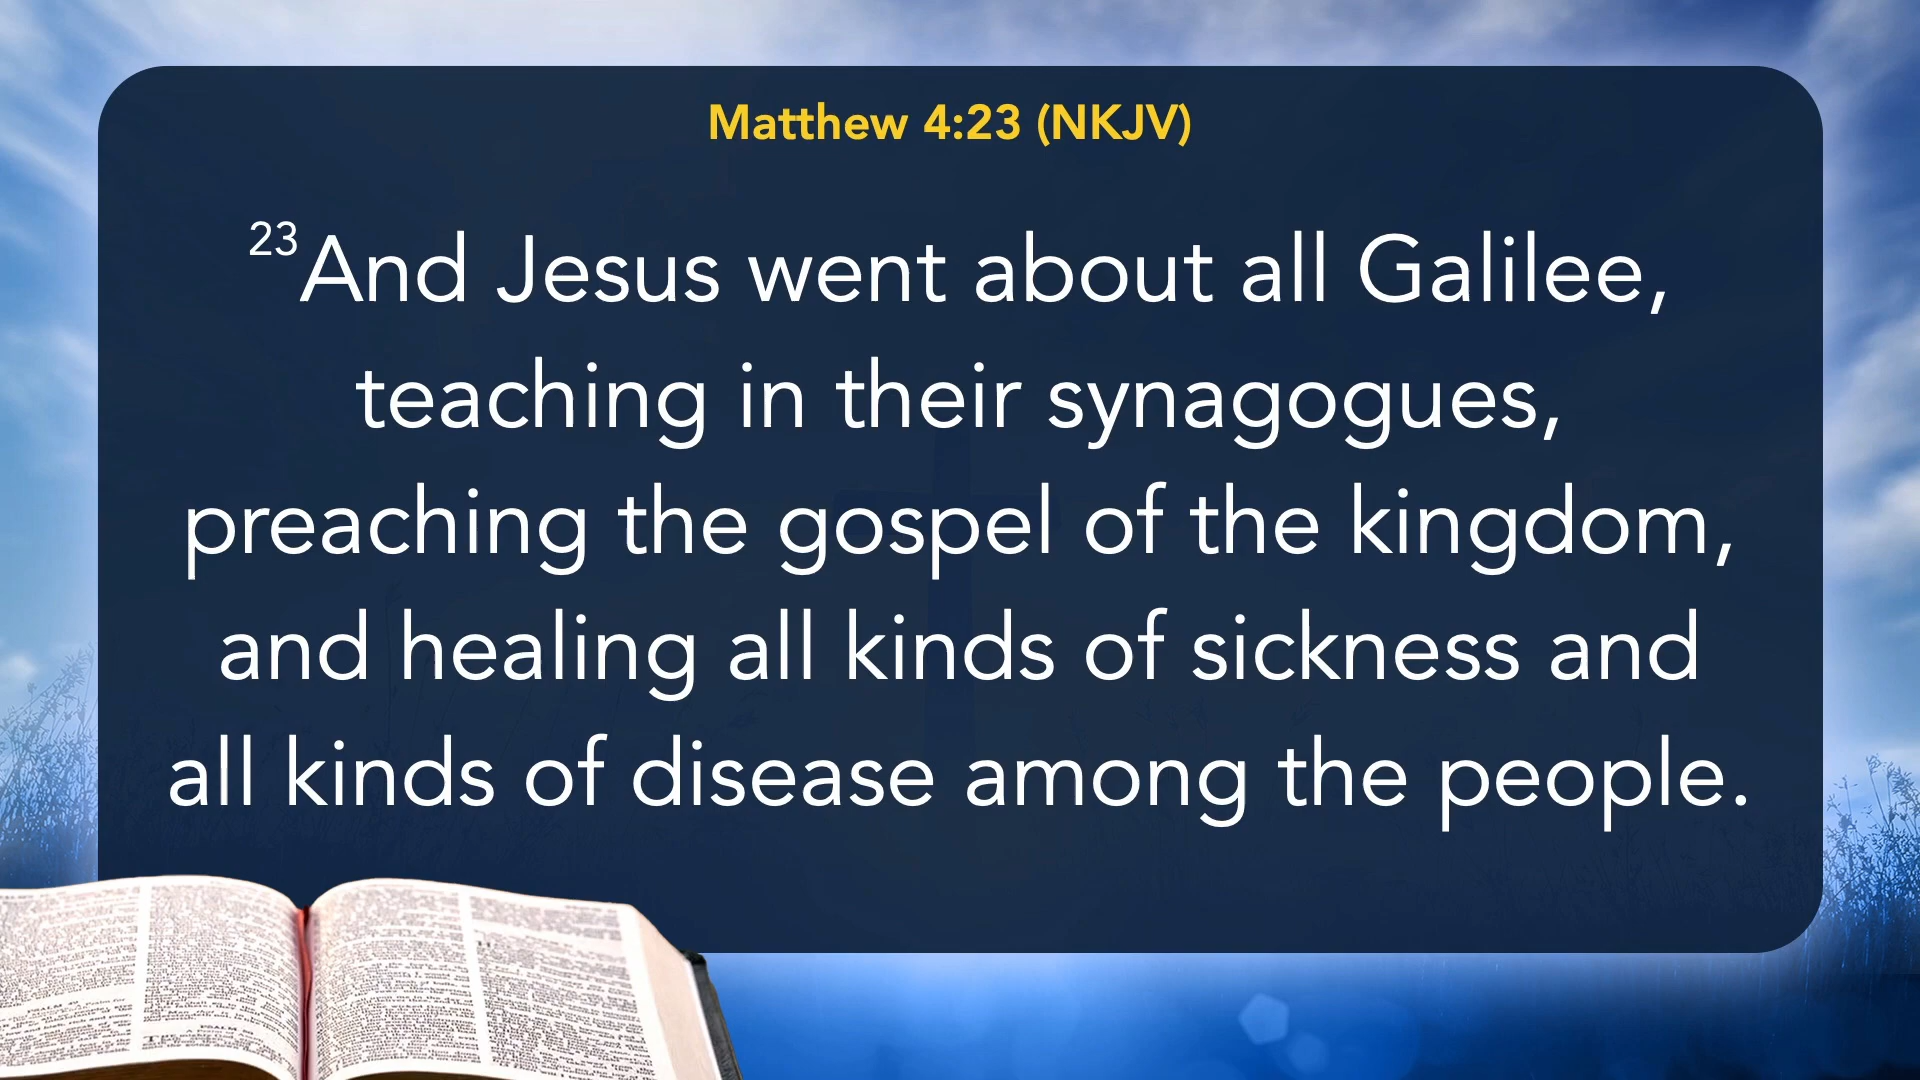 Matthew 4:23 (NKJV)
23And Jesus went about all Galilee,
teaching in their synagogues,
preaching the gospel of the kingdom,
and healing all kinds of sickness and
all kinds of disease among the people.